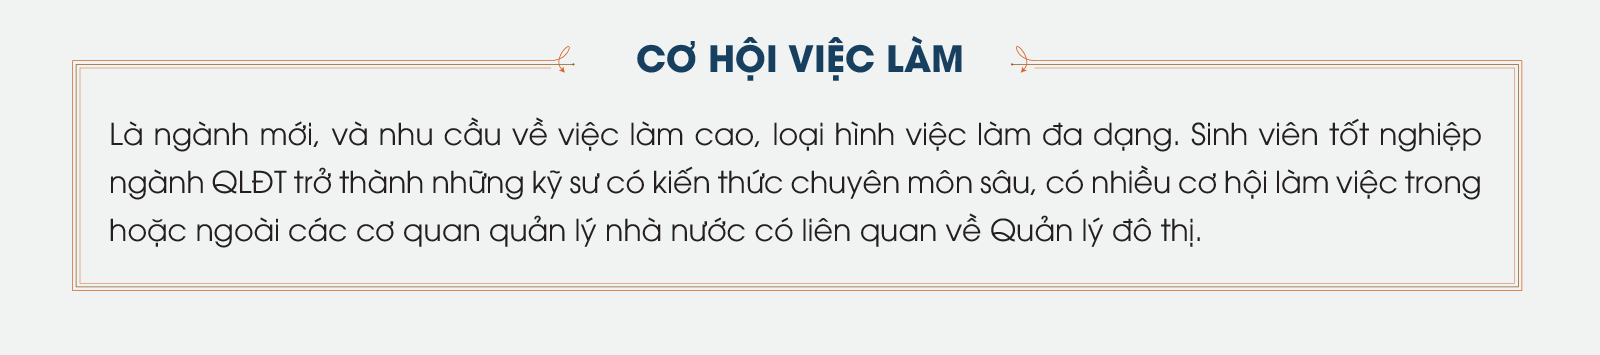 CƠ HỘI VIỆC LÀM
Là ngành mới, và nhu cầu về việc làm cao, loại hình việc làm đa dạng. Sinh viên tốt nghiệp
ngành QLĐT trở thành những kỹ sư có kiến thức chuyên môn sâu, có nhiều cơ hội làm việc trong
hoặc ngoài các cơ quan quản lý nhà nước có liên quan về Quản lý đô thị.